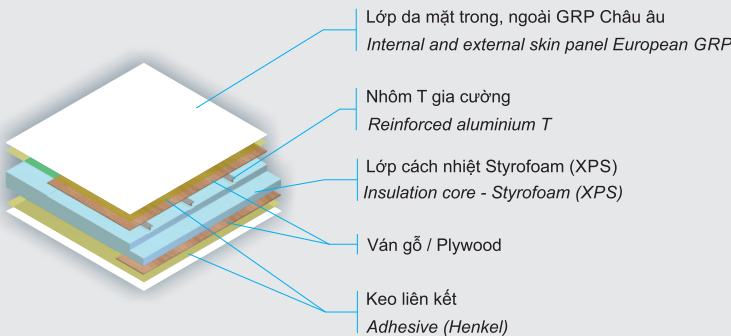 Lớp da mặt trong, ngoài GRP Châu âu
Internal and external skin panel European GRP
Nhôm T gia cường
Reinforced aluminium T
Lớp cách nhiệt Styrofoam (XPS)
Insulation core - Styrofoam (XPS)
Ván gỗ / Plywood
Keo liên kết
Adhesive (Henkel)